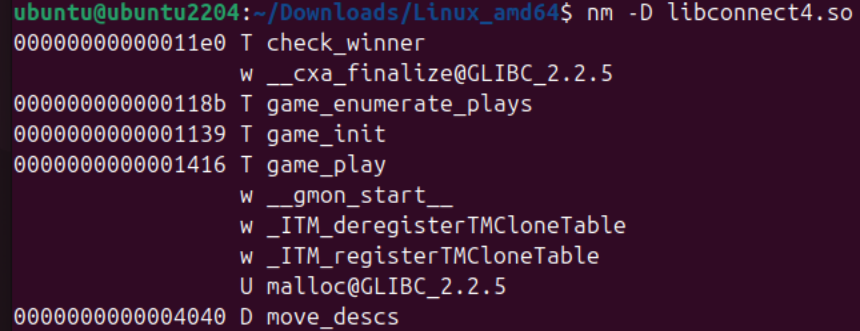 ubuntu@ubuntu2204:~/Downloads/Linux_amd64$ nm -D libconnect4.so
00000000000011e0 T check_winner
                 w __cxa_finalize@GLIBC_2.2.5
000000000000118b T game_enumerate_plays
0000000000001139 T game_init
0000000000001416 T game_play
                 w __gmon_start__
                 w _ITM_deregisterTMCloneTable
                 w _ITM_registerTMCloneTable
                 U malloc@GLIBC_2.2.5
0000000000004040 D move_descs